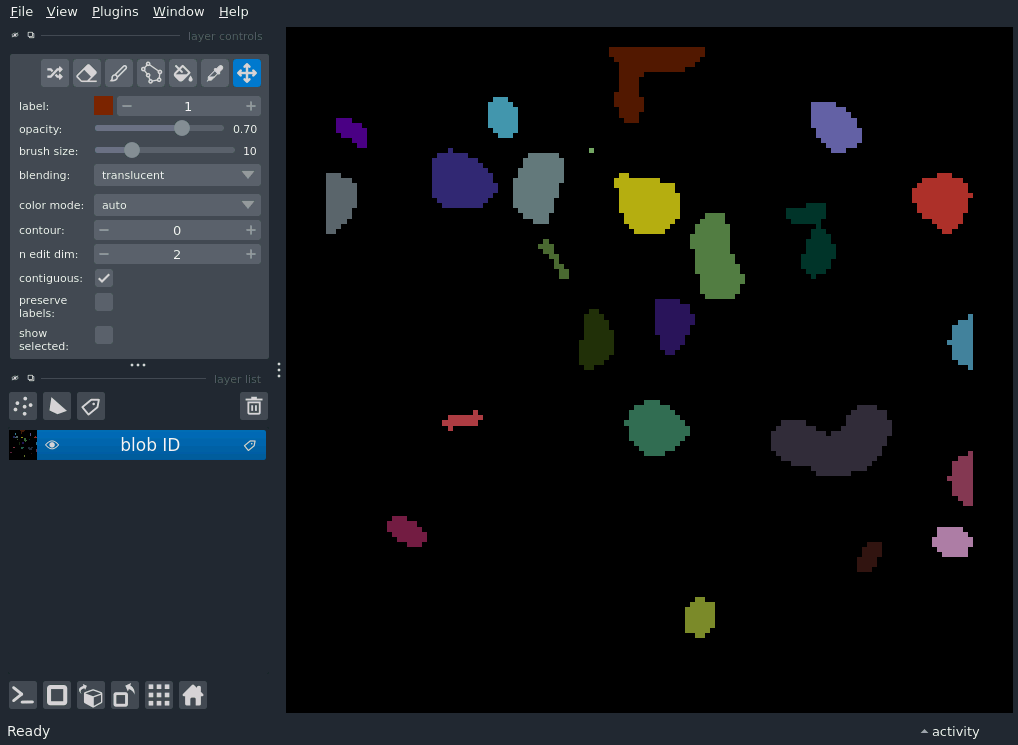 File View Plugins Window Help
layer controls
label: 1
opacity: 0.70
brush size: 10
blending: translucent
color mode: auto
contour: 0
n edit dim: 2
contiguous:
preserve
labels:
show
selected:
layer list
blob ID
Ready
activity